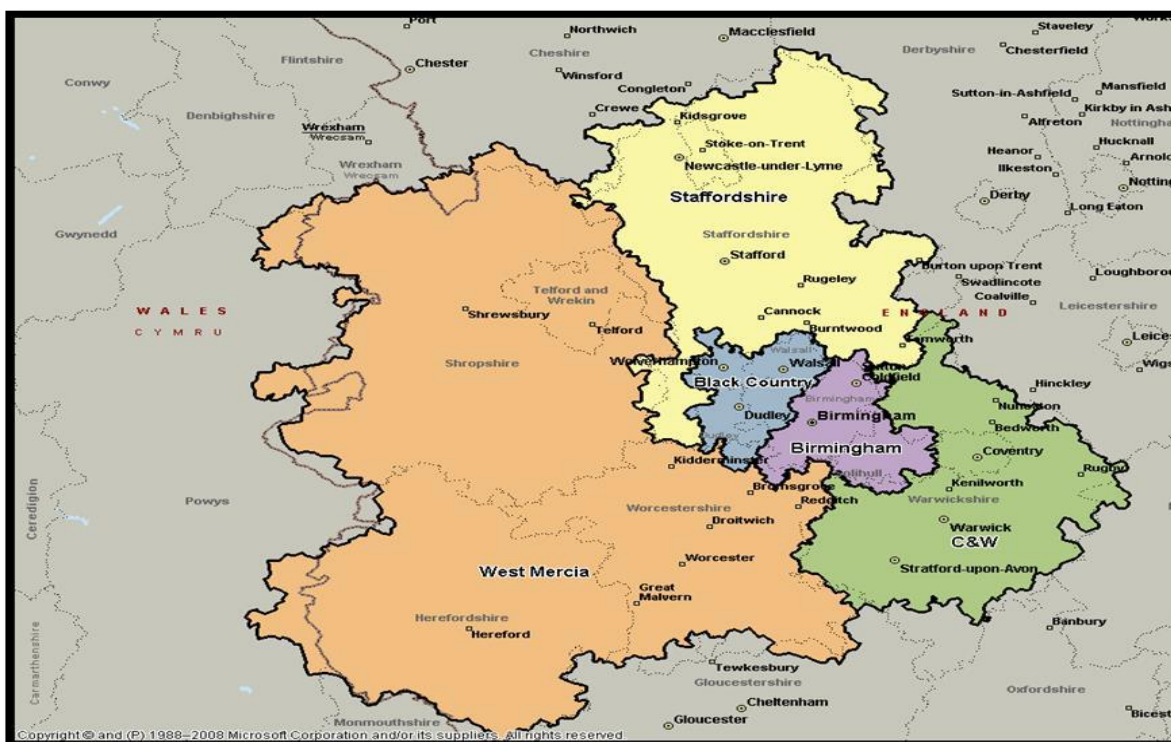 Port
Northwich
Macclesfield
Staveley
Flintshire
Cheshire
Derbyshire
Chesterfield
Conwy
Chester
Winsford
Congleton
Mansfield
Sutton-in-Ashfield
Kirkby in Ash
Denbighshire
Crewe
Kidsgrove
Alfreton
Nottingha
Wrexham
Wrecsam
Stoke-on-Trent
Hucknall
Heanor
Arnol
Wrexham
Wrecsam
Newcastle-under-Lyme
Ilkeston
Notting
Staffordshire
Derby
Long Eaton
Gwynedd
Staffordshire
Stafford
Burton upon Trent
Loughborou
Rugeley
Swadlincote
Telford and
Wrekin
Coalville
Leicestershire
WALES
CYMRU
Shrewsbury
Cannock
ENGLAND
Telford
Burntwood
Tamworth
Leices
Shropshire
Wolverhampton
Walsall
Walsall
Wigs
Black Country
Sutton
Coldfield
Hinckley
Birmingham
Nuneaton
Dudley
Birmingham
Bedworth
Dudley
Birmingham
Coventry
Kidderminster
Solihull
Rugby
Kenilworth
Bromsgrove
Powys
Ceredigion
Worcestershire
Redditch
Warwickshire
Droitwich
Warwick
C&W
Worcester
West Mercia
Stratford-upon-Avon
Great
Malvern
Herefordshire
Hereford
Banbury
Carmarthenshire
Tewkesbury
Gloucestershire
Oxfordshire
Cheltenham
Monmouthshire
Gloucester
Bicest
Copyright © and (P) 1988–2008 Microsoft Corporation and/or its suppliers. All rights reserved.